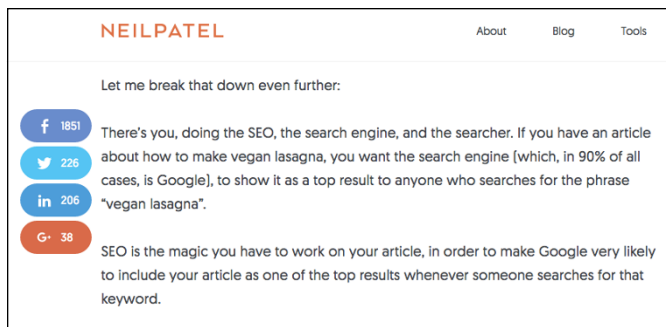 NEILPATEL
About Blog Tools
Let me break that down even further:
1851
There's you, doing the SEO, the search engine, and the searcher. If you have an article
about how to make vegan lasagna, you want the search engine (which, in 90% of all
226
cases, is Google), to show it as a top result to anyone who searches for the phrase
in 206
"vegan lasagna".
G+ 38
SEO is the magic you have to work on your article, in order to make Google very likely
to include your article as one of the top results whenever someone searches for that
keyword.